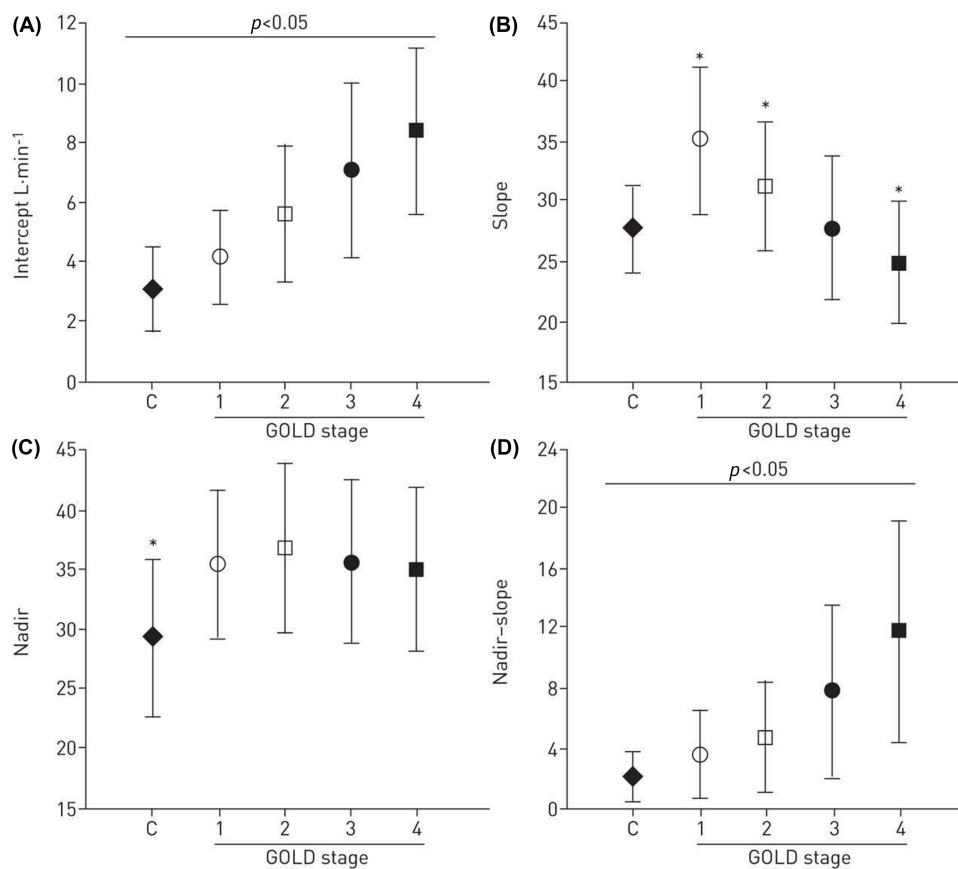 (A)
p<0.05
12
10
8
6
4
2
0
Intercept L·min⁻¹
C 1 2 3 4
GOLD stage
(B)
45
40
35
30
25
20
15
Slope
*
*
*
C 1 2 3 4
GOLD stage
(C)
45
40
35
30
25
20
15
Nadir
*
C 1 2 3 4
GOLD stage
(D)
p<0.05
24
20
16
12
8
4
0
Nadir–slope
C 1 2 3 4
GOLD stage